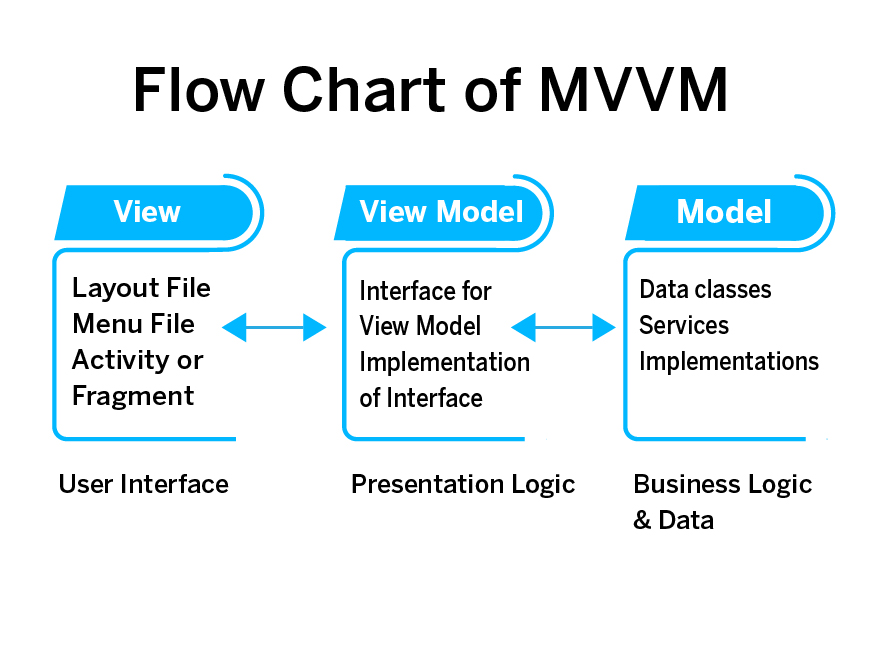 Flow Chart of MVVM
View
Layout File
Menu File
Activity or
Fragment
User Interface
View Model
Interface for
View Model
Implementation
of Interface
Presentation Logic
Model
Data classes
Services
Implementations
Business Logic
& Data